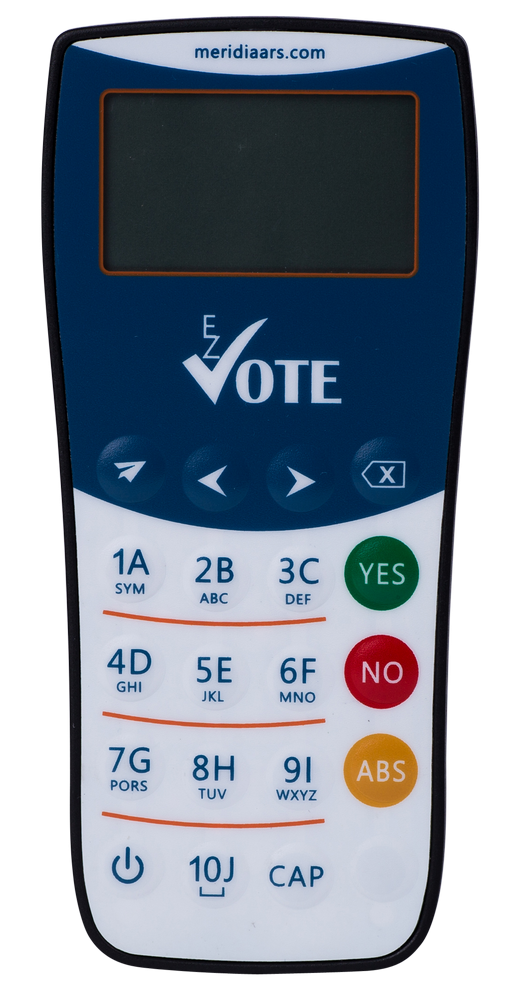 meridiaars.com
EZ VOTE
X
1A 2B 3C YES
SYM ABC DEF
4D 5E 6F NO
GHI JKL MNO
7G 8H 9I ABS
PORS TUV WXYZ
10J CAP